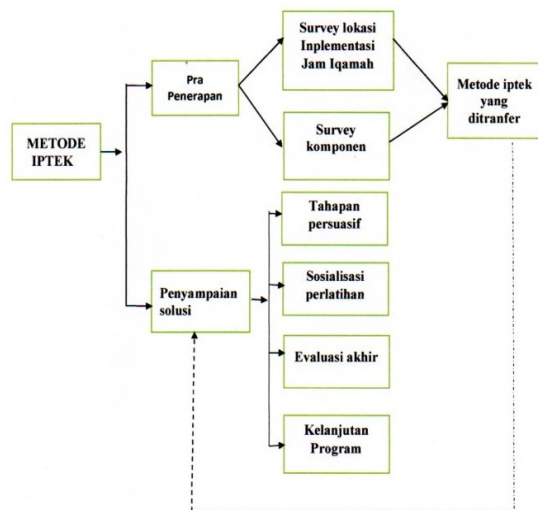 METODE
IPTEK
Pra
Penerapan
Survey lokasi
Inplementasi
Jam Iqamah
Survey
komponen
Metode iptek
yang
ditranfer
Penyampaian
solusi
Tahapan
persuasif
Sosialisasi
perlatihan
Evaluasi akhir
Kelanjutan
Program